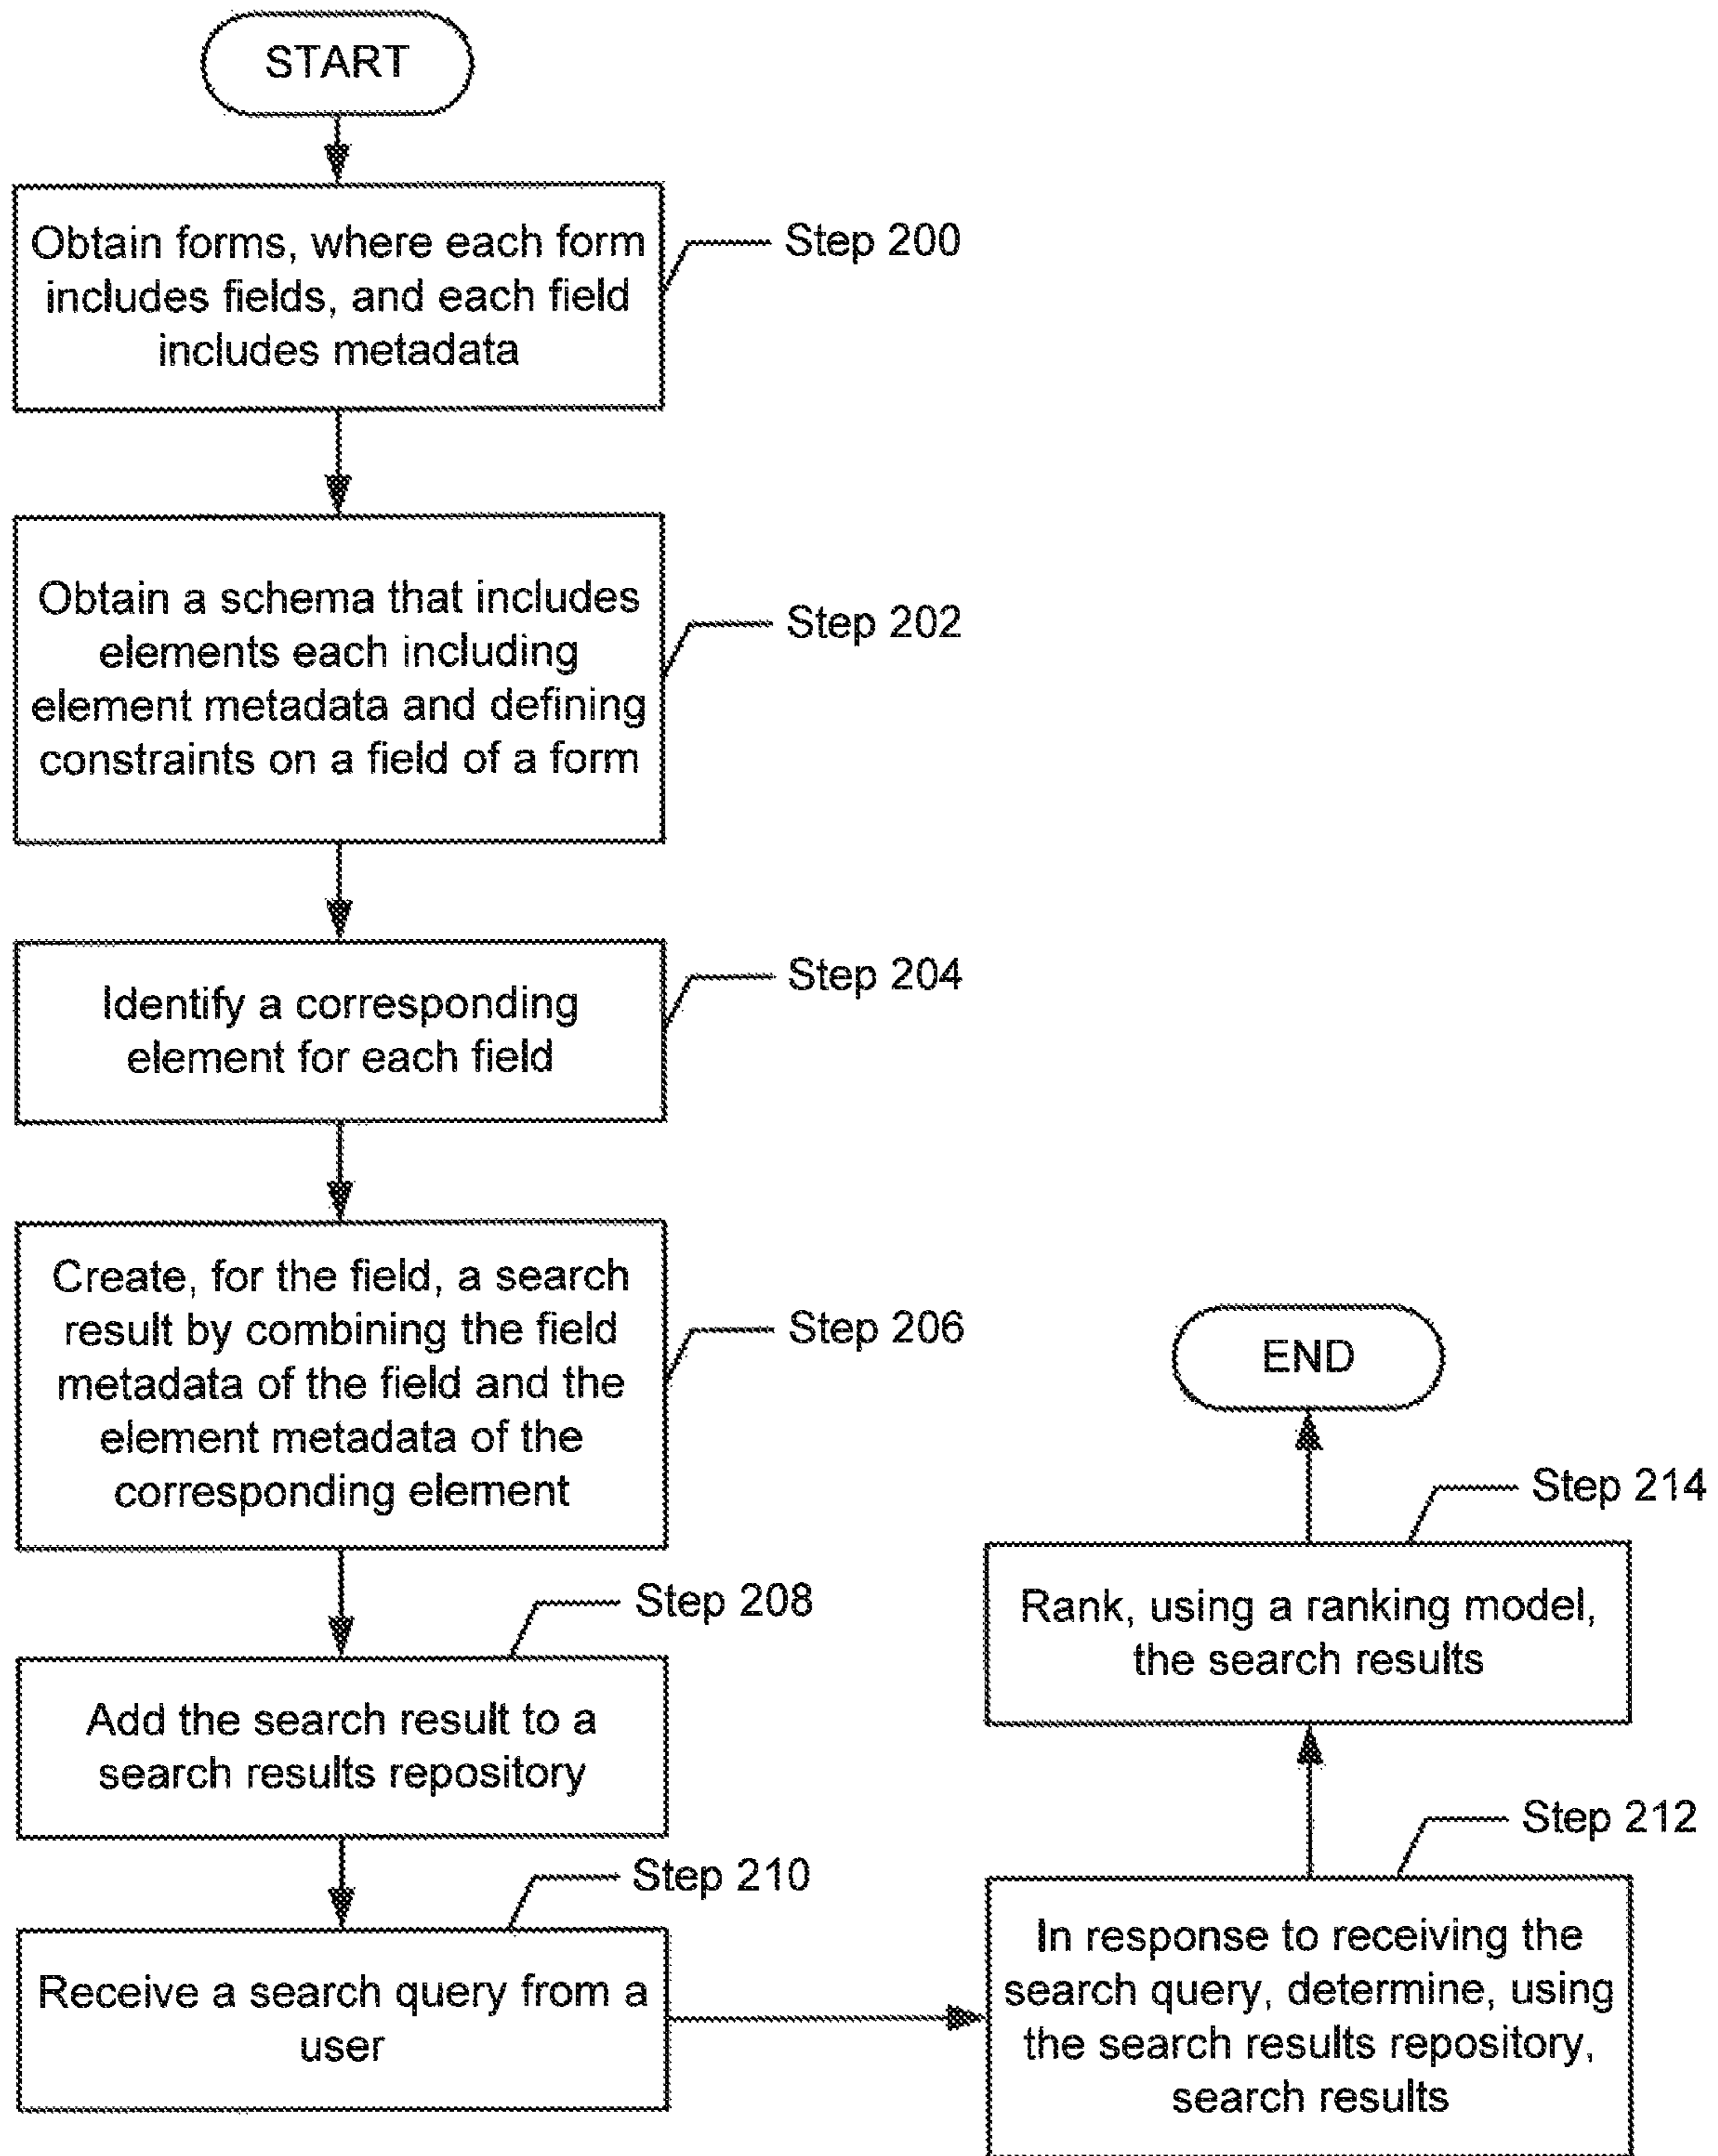 START
Obtain forms, where each form
includes fields, and each field
includes metadata
Step 200
Obtain a schema that includes
elements each including
element metadata and defining
constraints on a field of a form
Step 202
Identify a corresponding
element for each field
Step 204
Create, for the field, a search
result by combining the field
metadata of the field and the
element metadata of the
corresponding element
Step 206
Step 208
Add the search result to a
search results repository
Step 210
Receive a search query from a
user
Step 212
In response to receiving the
search query, determine, using
the search results repository,
search results
Step 214
Rank, using a ranking model,
the search results
END